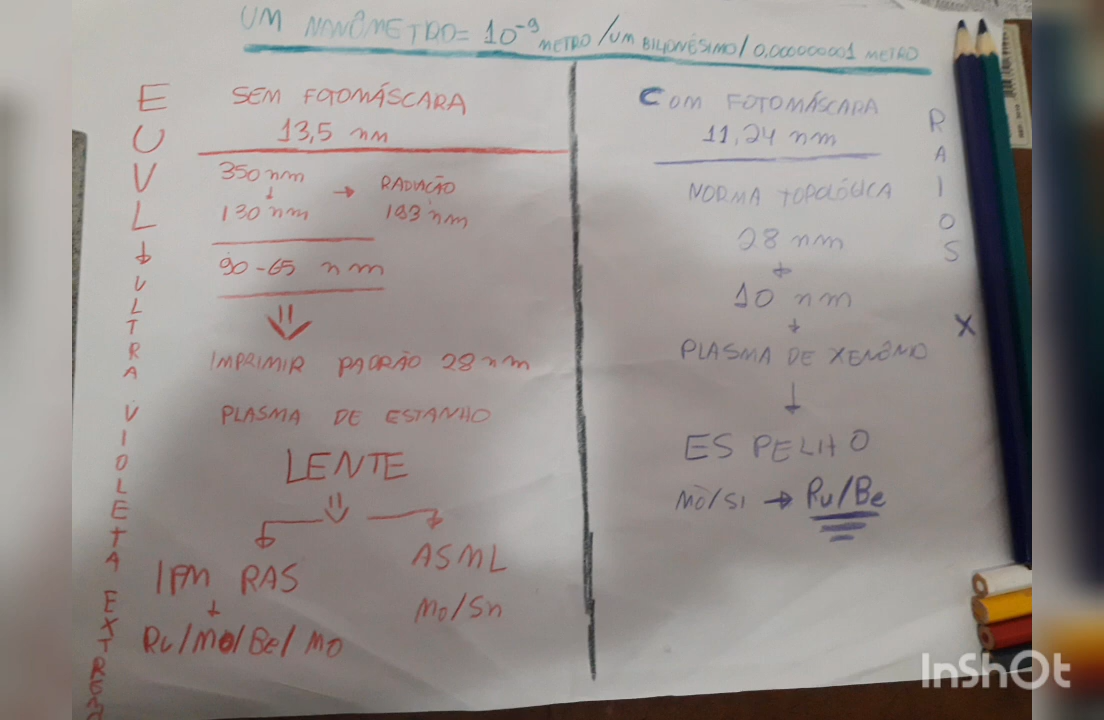 UM NANÔMETRO= 10⁻⁹ METRO / UM BILIONÉSIMO / 0,000000001 METRO
EUVL → ULTRA VIOLETA EXTREMA
SEM FOTOMÁSCARA
13,5 nm
350 nm
↓ → RADIAÇÃO
130 nm 193 nm
90-65 nm
IMPRIMIR PADRÃO 28 nm
PLASMA DE ESTANHO
LENTE
IPM RAS
Ru/Mo/Be/Mo
ASML
Mo/Sn
COM FOTOMÁSCARA
11,24 nm
NORMA TOPOLÓGICA
28 nm
↓
10 nm
↓
PLASMA DE XENÔNIO
↓
ESPELHO
Mo/Si → Ru/Be
RAIOS X
InShOt